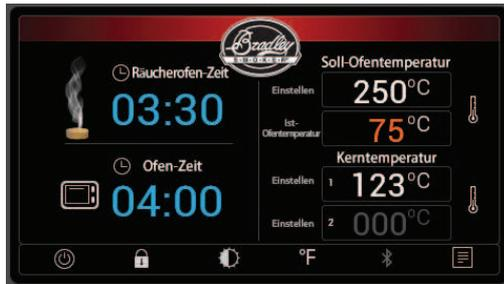 Bradley
SMOKER
Räucherofen-Zeit
03:30
Ofen-Zeit
04:00
Soll-Ofentemperatur
Einstellen
250°C
Ist-
Ofentemperatur
75°C
Kerntemperatur
Einstellen 1 123°C
Einstellen 2 000°C
°F